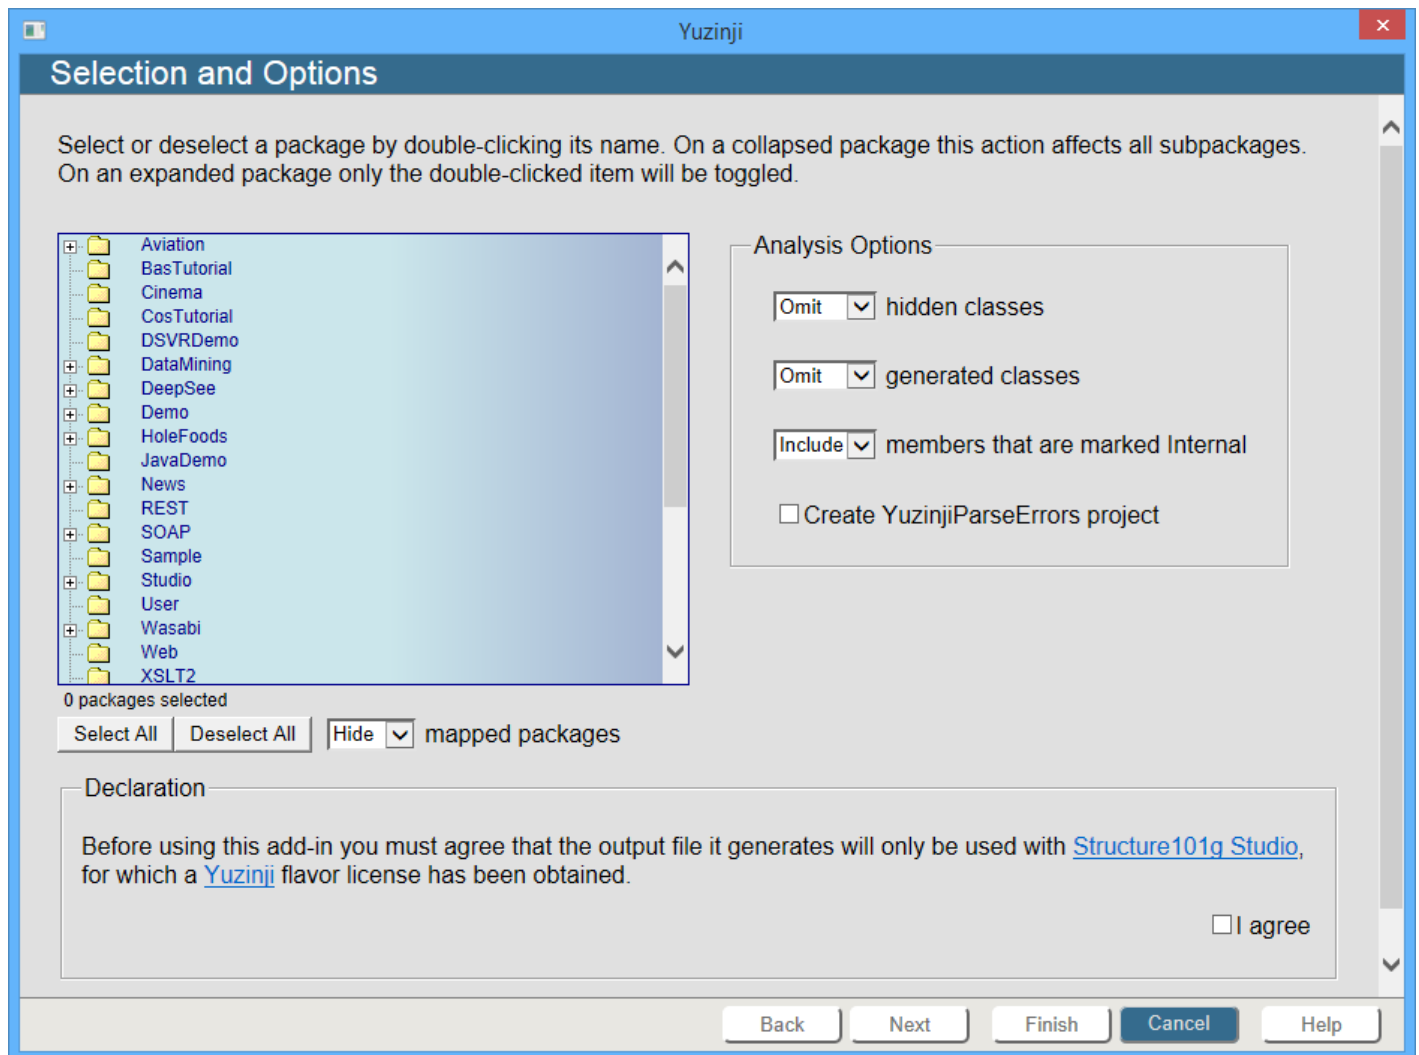 Yuzinji
Selection and Options
Select or deselect a package by double-clicking its name. On a collapsed package this action affects all subpackages.
On an expanded package only the double-clicked item will be toggled.
Aviation
BasTutorial
Cinema
CosTutorial
DSVRDemo
DataMining
DeepSee
Demo
HoleFoods
JavaDemo
News
REST
SOAP
Sample
Studio
User
Wasabi
Web
XSLT2
0 packages selected
Select All Deselect All Hide mapped packages
Analysis Options
Omit hidden classes
Omit generated classes
Include members that are marked Internal
Create YuzinjiParseErrors project
Declaration
Before using this add-in you must agree that the output file it generates will only be used with Structure101g Studio,
for which a Yuzinji flavor license has been obtained.
I agree
Back Next Finish Cancel Help